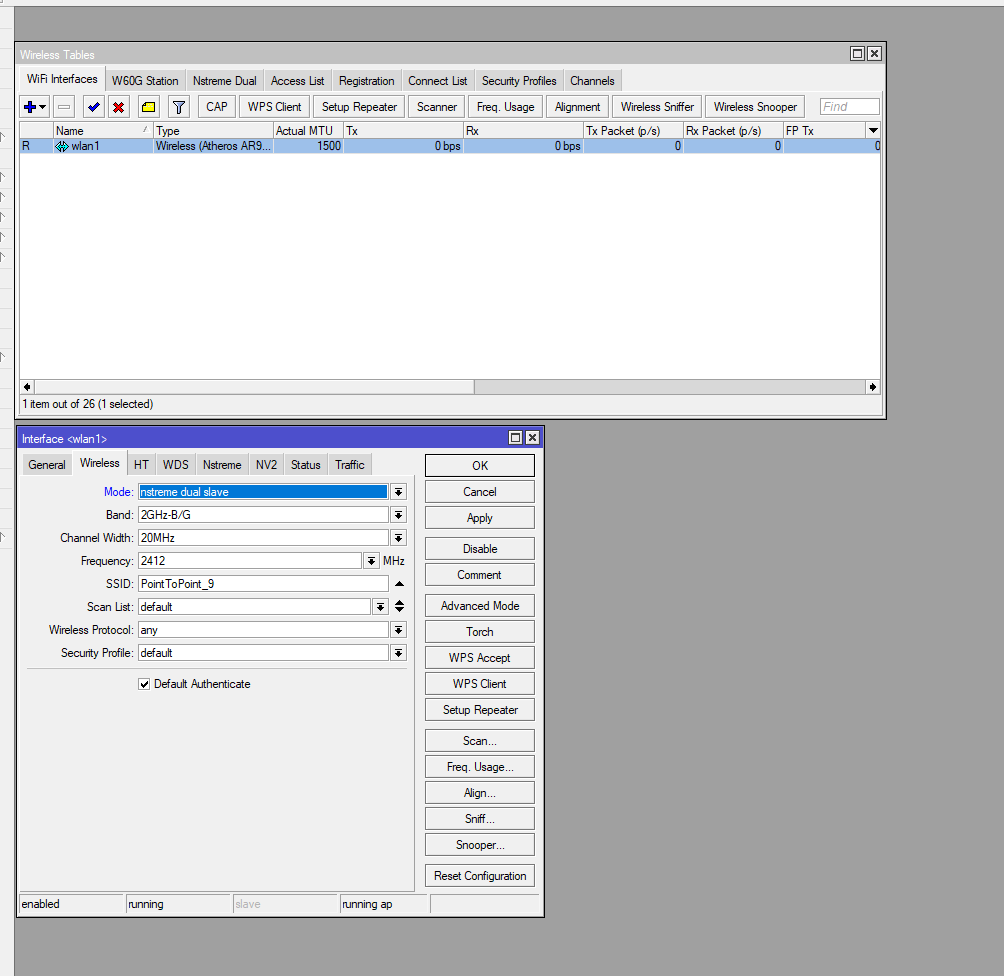 Wireless Tables
WiFi Interfaces W60G Station Nstreme Dual Access List Registration Connect List Security Profiles Channels
CAP WPS Client Setup Repeater Scanner Freq. Usage Alignment Wireless Sniffer Wireless Snooper Find
Name / Type Actual MTU Tx Rx Tx Packet (p/s) Rx Packet (p/s) FP Tx
R wlan1 Wireless (Atheros AR9... 1500 0 bps 0 bps 0 0 0
1 item out of 26 (1 selected)
Interface <wlan1>
General Wireless HT WDS Nstreme NV2 Status Traffic
OK
Mode: nstreme dual slave
Cancel
Band: 2GHz-B/G
Apply
Channel Width: 20MHz
Disable
Frequency: 2412 MHz
Comment
SSID: PointToPoint_9
Scan List: default
Advanced Mode
Wireless Protocol: any
Torch
Security Profile: default
WPS Accept
Default Authenticate
WPS Client
Setup Repeater
Scan...
Freq. Usage...
Align...
Sniff...
Snooper...
Reset Configuration
enabled running slave running ap